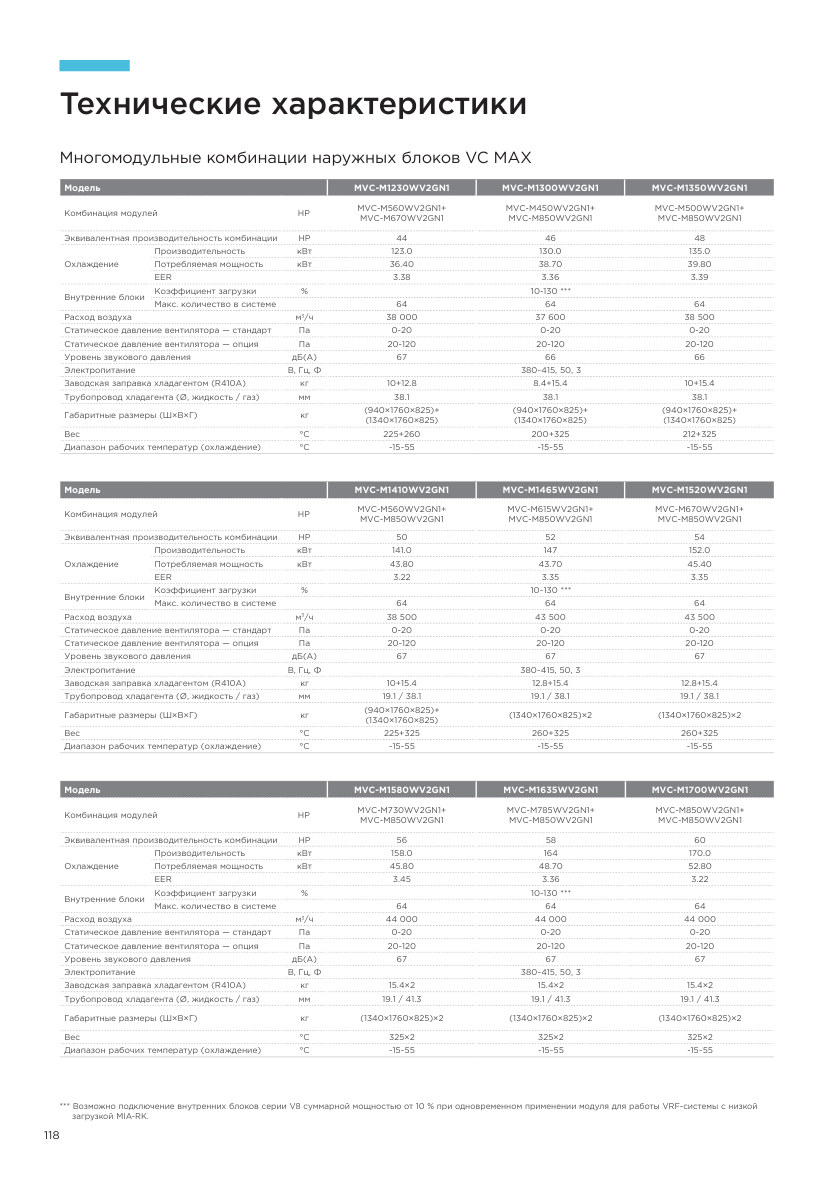 Технические характеристики
Многомодульные комбинации наружных блоков VC MAX
Модель MVC-M1230WV2GN1 MVC-M1300WV2GN1 MVC-M1350WV2GN1
Комбинация модулей HP MVC-M560WV2GN1+ MVC-M670WV2GN1 MVC-M450WV2GN1+ MVC-M850WV2GN1 MVC-M500WV2GN1+ MVC-M850WV2GN1
Эквивалентная производительность комбинации HP 44 46 48
Охлаждение Производительность кВт 123.0 130.0 135.0
Потребляемая мощность кВт 36.40 38.70 39.80
EER 3.38 3.36 3.39
Внутренние блоки Коэффициент загрузки % 10-130 ***
Макс. количество в системе 64 64 64
Расход воздуха м³/ч 38 000 37 600 38 500
Статическое давление вентилятора — стандарт Па 0-20 0-20 0-20
Статическое давление вентилятора — опция Па 20-120 20-120 20-120
Уровень звукового давления дБ(А) 67 66 66
Электропитание В, Гц, Ф 380–415, 50, 3
Заводская заправка хладагентом (R410A) кг 10+12.8 8.4+15.4 10+15.4
Трубопровод хладагента (Ø, жидкость / газ) мм 38.1 38.1 38.1
Габаритные размеры (Ш×В×Г) кг (940×1760×825)+ (1340×1760×825) (940×1760×825)+ (1340×1760×825) (940×1760×825)+ (1340×1760×825)
Вес °C 225+260 200+325 212+325
Диапазон рабочих температур (охлаждение) °C -15-55 -15-55 -15-55
Модель MVC-M1410WV2GN1 MVC-M1465WV2GN1 MVC-M1520WV2GN1
Комбинация модулей HP MVC-M560WV2GN1+ MVC-M850WV2GN1 MVC-M615WV2GN1+ MVC-M850WV2GN1 MVC-M670WV2GN1+ MVC-M850WV2GN1
Эквивалентная производительность комбинации HP 50 52 54
Охлаждение Производительность кВт 141.0 147 152.0
Потребляемая мощность кВт 43.80 43.70 45.40
EER 3.22 3.35 3.35
Внутренние блоки Коэффициент загрузки % 10-130 ***
Макс. количество в системе 64 64 64
Расход воздуха м³/ч 38 500 43 500 43 500
Статическое давление вентилятора — стандарт Па 0-20 0-20 0-20
Статическое давление вентилятора — опция Па 20-120 20-120 20-120
Уровень звукового давления дБ(А) 67 67 67
Электропитание В, Гц, Ф 380–415, 50, 3
Заводская заправка хладагентом (R410A) кг 10+15.4 12.8+15.4 12.8+15.4
Трубопровод хладагента (Ø, жидкость / газ) мм 19.1 / 38.1 19.1 / 38.1 19.1 / 38.1
Габаритные размеры (Ш×В×Г) кг (940×1760×825)+ (1340×1760×825) (1340×1760×825)×2 (1340×1760×825)×2
Вес °C 225+325 260+325 260+325
Диапазон рабочих температур (охлаждение) °C -15-55 -15-55 -15-55
Модель MVC-M1580WV2GN1 MVC-M1635WV2GN1 MVC-M1700WV2GN1
Комбинация модулей HP MVC-M730WV2GN1+ MVC-M850WV2GN1 MVC-M785WV2GN1+ MVC-M850WV2GN1 MVC-M850WV2GN1+ MVC-M850WV2GN1
Эквивалентная производительность комбинации HP 56 58 60
Охлаждение Производительность кВт 158.0 164 170.0
Потребляемая мощность кВт 45.80 48.70 52.80
EER 3.45 3.36 3.22
Внутренние блоки Коэффициент загрузки % 10-130 ***
Макс. количество в системе 64 64 64
Расход воздуха м³/ч 44 000 44 000 44 000
Статическое давление вентилятора — стандарт Па 0-20 0-20 0-20
Статическое давление вентилятора — опция Па 20-120 20-120 20-120
Уровень звукового давления дБ(А) 67 67 67
Электропитание В, Гц, Ф 380–415, 50, 3
Заводская заправка хладагентом (R410A) кг 15.4×2 15.4×2 15.4×2
Трубопровод хладагента (Ø, жидкость / газ) мм 19.1 / 41.3 19.1 / 41.3 19.1 / 41.3
Габаритные размеры (Ш×В×Г) кг (1340×1760×825)×2 (1340×1760×825)×2 (1340×1760×825)×2
Вес °C 325×2 325×2 325×2
Диапазон рабочих температур (охлаждение) °C -15-55 -15-55 -15-55
*** Возможно подключение внутренних блоков серии V8 суммарной мощностью от 10 % при одновременном применении модуля для работы VRF-системы с низкой
загрузкой MIA-RK.
118